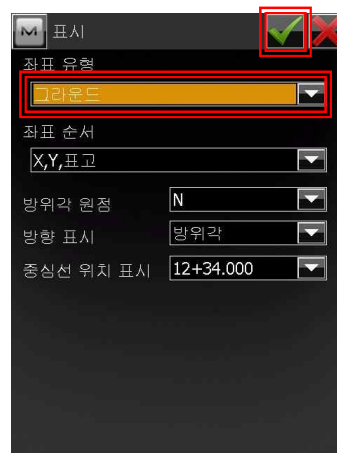 표시
좌표 유형
그라운드
좌표 순서
X,Y,표고
방위각 원점 N
방향 표시 방위각
중심선 위치 표시 12+34.000